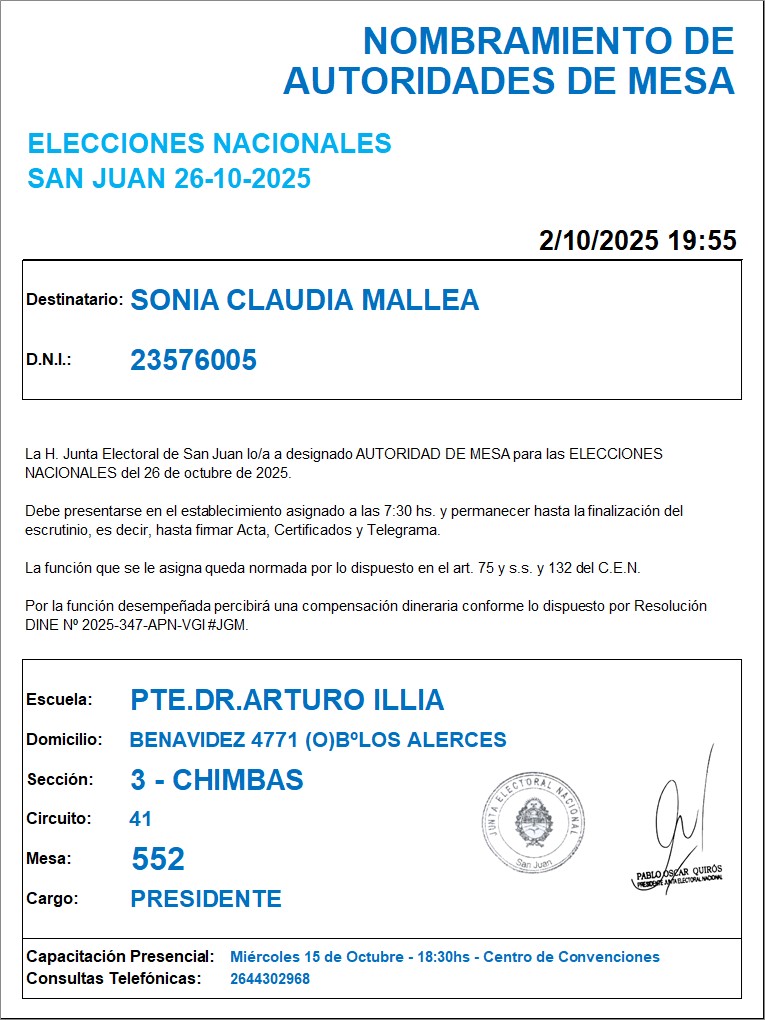 NOMBRAMIENTO DE
AUTORIDADES DE MESA
ELECCIONES NACIONALES
SAN JUAN 26-10-2025
2/10/2025 19:55
Destinatario: SONIA CLAUDIA MALLEA
D.N.I.: 23576005
La H. Junta Electoral de San Juan lo/a a designado AUTORIDAD DE MESA para las ELECCIONES
NACIONALES del 26 de octubre de 2025.
Debe presentarse en el establecimiento asignado a las 7:30 hs. y permanecer hasta la finalización del
escrutinio, es decir, hasta firmar Acta, Certificados y Telegrama.
La función que se le asigna queda normada por lo dispuesto en el art. 75 y s.s. y 132 del C.E.N.
Por la función desempeñada percibirá una compensación dineraria conforme lo dispuesto por Resolución
DINE Nº 2025-347-APN-VGI#JGM.
Escuela: PTE.DR.ARTURO ILLIA
Domicilio: BENAVIDEZ 4771 (O)BºLOS ALERCES
Sección: 3 - CHIMBAS
Circuito: 41
Mesa: 552
Cargo: PRESIDENTE
JUNTA ELECTORAL NACIONAL
San Juan
PABLO OSCAR QUIRÓS
PRESIDENTE JUNTA ELECTORAL NACIONAL
Capacitación Presencial: Miércoles 15 de Octubre - 18:30hs - Centro de Convenciones
Consultas Telefónicas: 2644302968